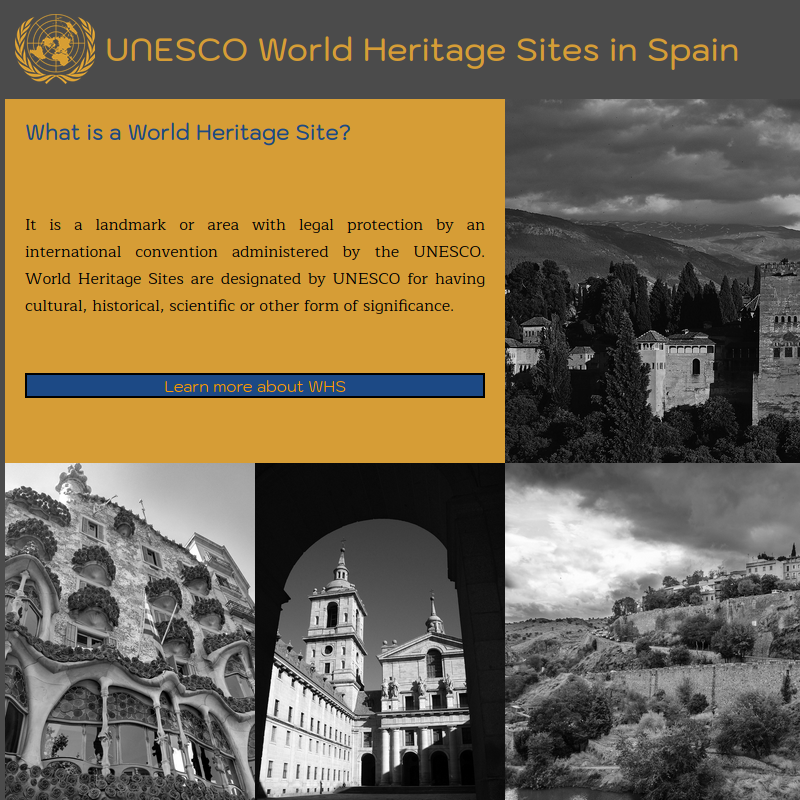 UNESCO World Heritage Sites in Spain
What is a World Heritage Site?
It is a landmark or area with legal protection by an
international convention administered by the UNESCO.
World Heritage Sites are designated by UNESCO for having
cultural, historical, scientific or other form of significance.
Learn more about WHS